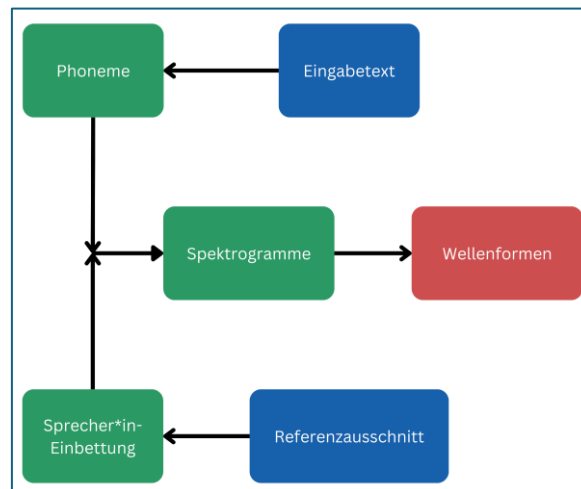 Phoneme
Eingabetext
Spektrogramme
Wellenformen
Sprecher*in-
Einbettung
Referenzausschnitt